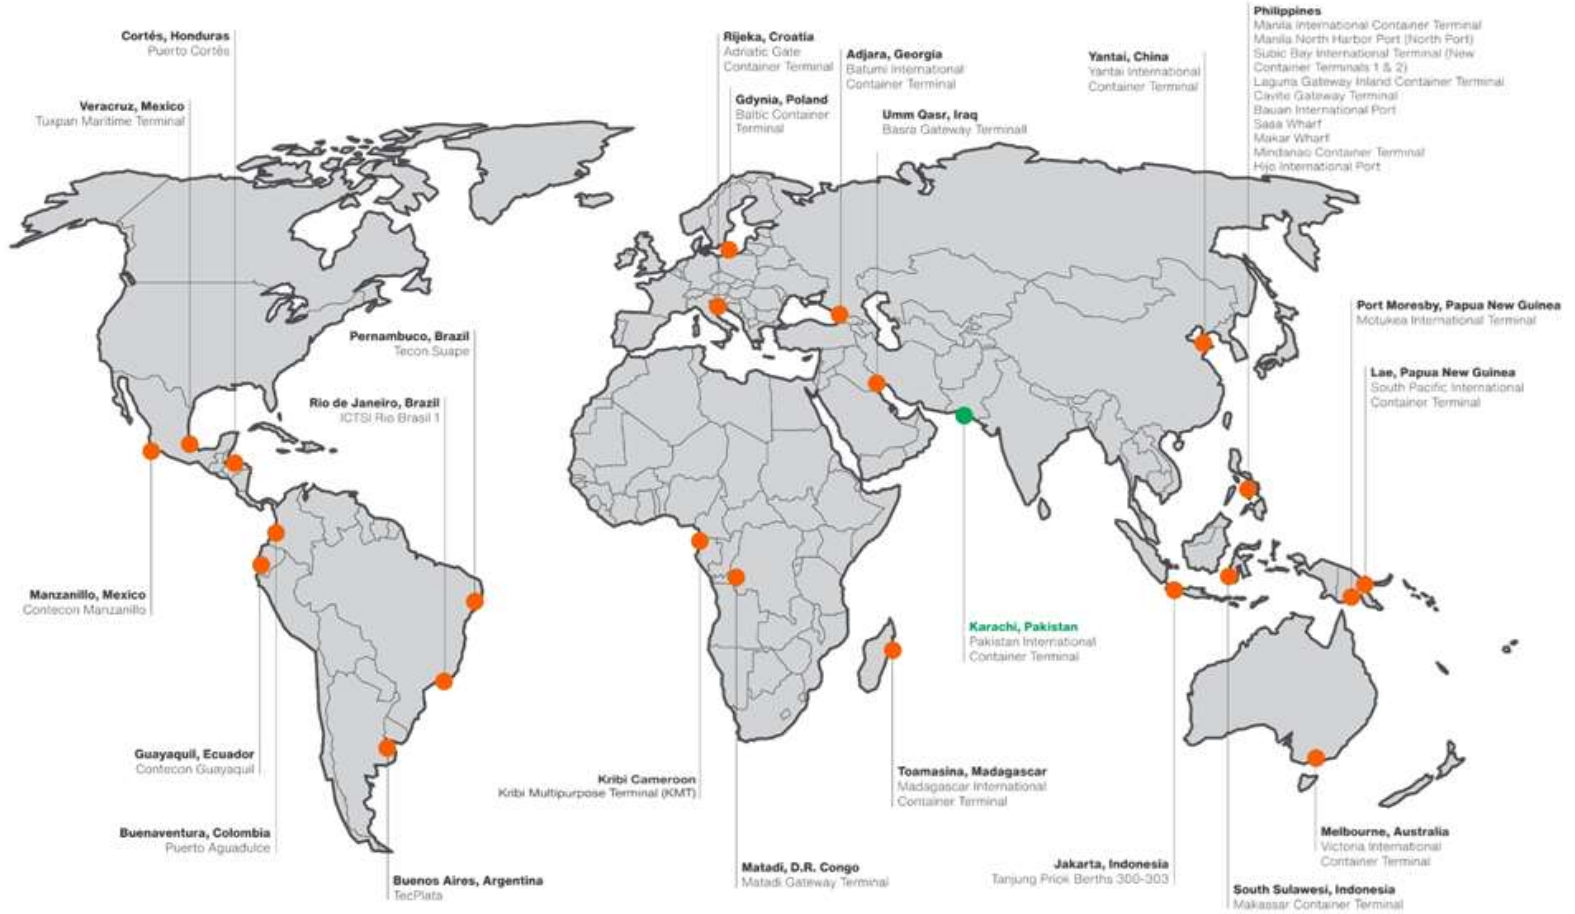 Cortés, Honduras
Puerto Cortés
Veracruz, Mexico
Tuxpan Maritime Terminal
Rijeka, Croatia
Adriatic Gate
Container Terminal
Gdynia, Poland
Baltic Container
Terminal
Adjara, Georgia
Batumi International
Container Terminal
Umm Qasr, Iraq
Basra Gateway Terminall
Yantai, China
Yantai International
Container Terminal
Philippines
Manila International Container Terminal
Manila North Harbor Port (North Port)
Subic Bay International Terminal (New
Container Terminals 1 & 2)
Laguna Gateway Inland Container Terminal
Cavite Gateway Terminal
Bauan International Port
Sasa Wharf
Makar Wharf
Mindanao Container Terminal
Hijo International Port
Port Moresby, Papua New Guinea
Motukea International Terminal
Lae, Papua New Guinea
South Pacific International
Container Terminal
Pernambuco, Brazil
Tecon Suape
Rio de Janeiro, Brazil
ICTSI Rio Brasil 1
Manzanillo, Mexico
Contecon Manzanillo
Karachi, Pakistan
Pakistan International
Container Terminal
Guayaquil, Ecuador
Contecon Guayaquil
Buenaventura, Colombia
Puerto Aguadulce
Buenos Aires, Argentina
TecPlata
Kribi Cameroon
Kribi Multipurpose Terminal (KMT)
Matadi, D.R. Congo
Matadi Gateway Terminal
Toamasina, Madagascar
Madagascar International
Container Terminal
Jakarta, Indonesia
Tanjung Priok Berths 300-303
South Sulawesi, Indonesia
Makassar Container Terminal
Melbourne, Australia
Victoria International
Container Terminal